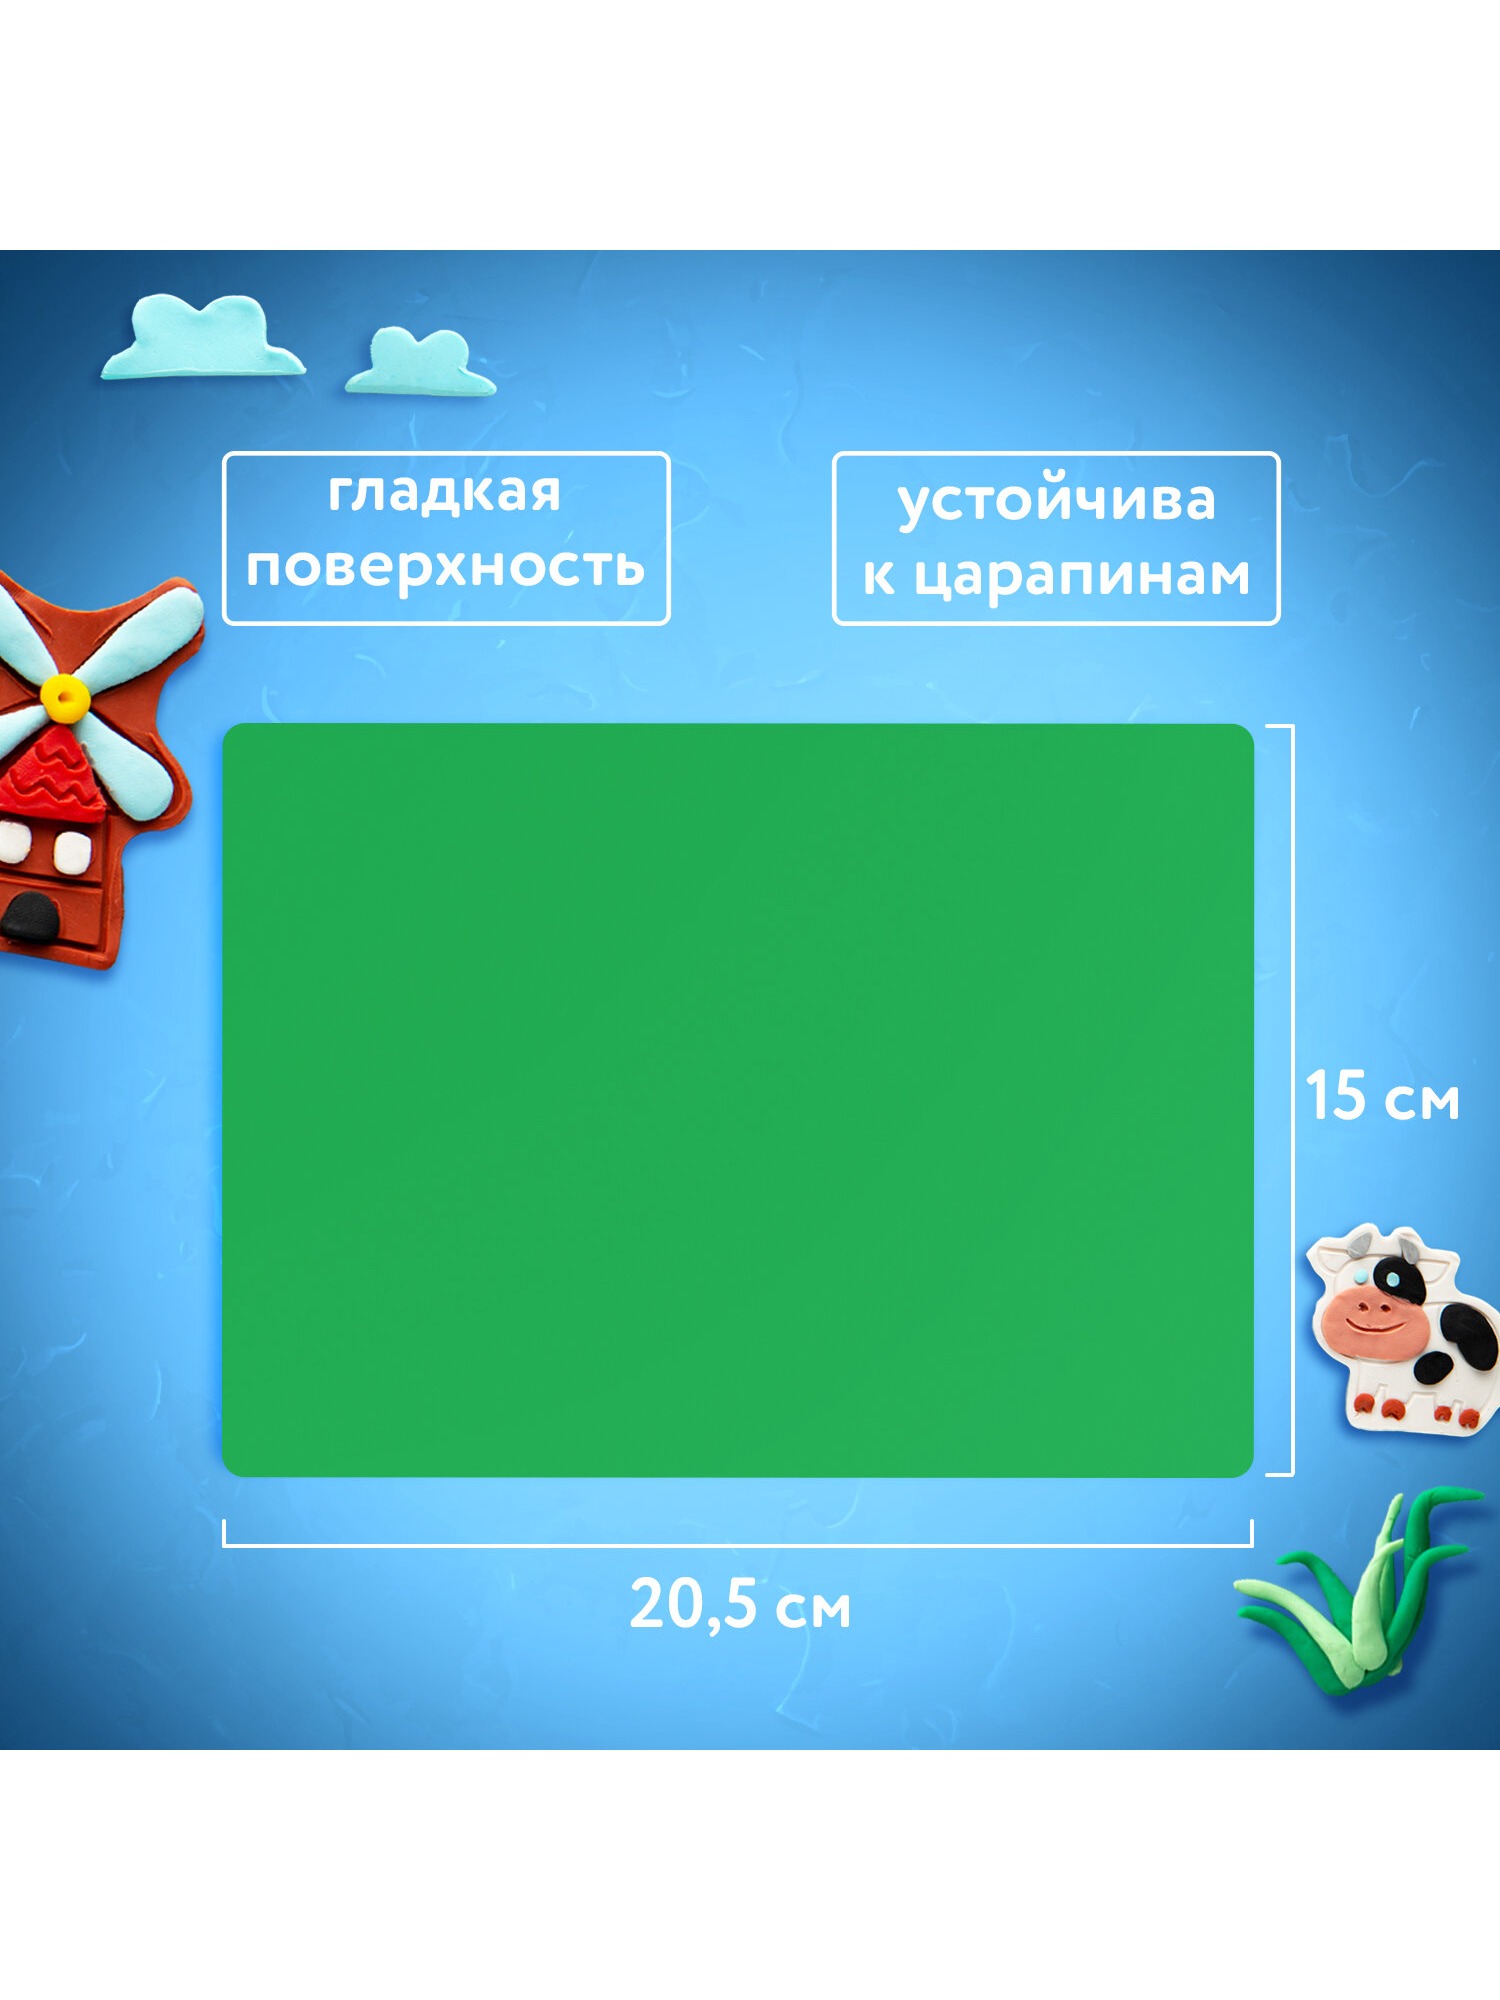 гладкая
поверхность
устойчива
к царапинам
15 см
20,5 см